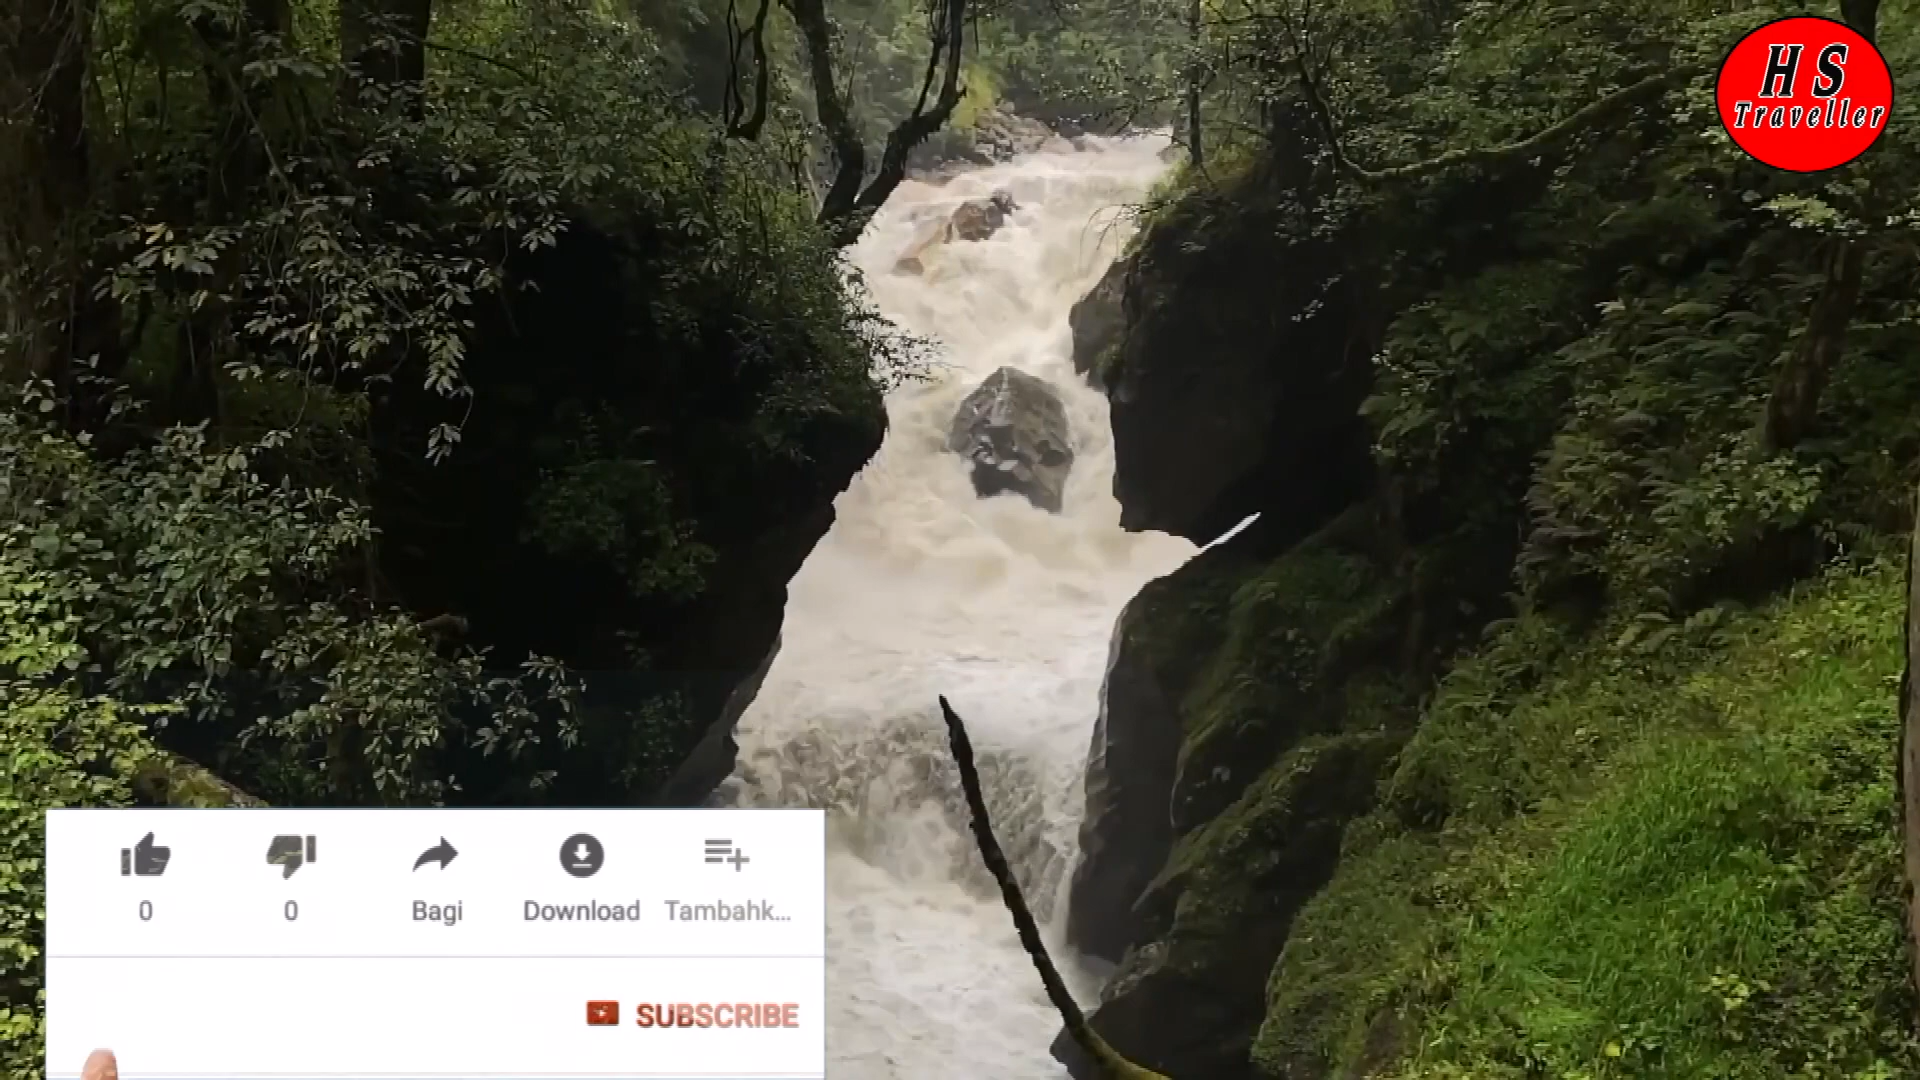 H S
Traveller
0
0
Bagi
Download
Tambahk...
SUBSCRIBE